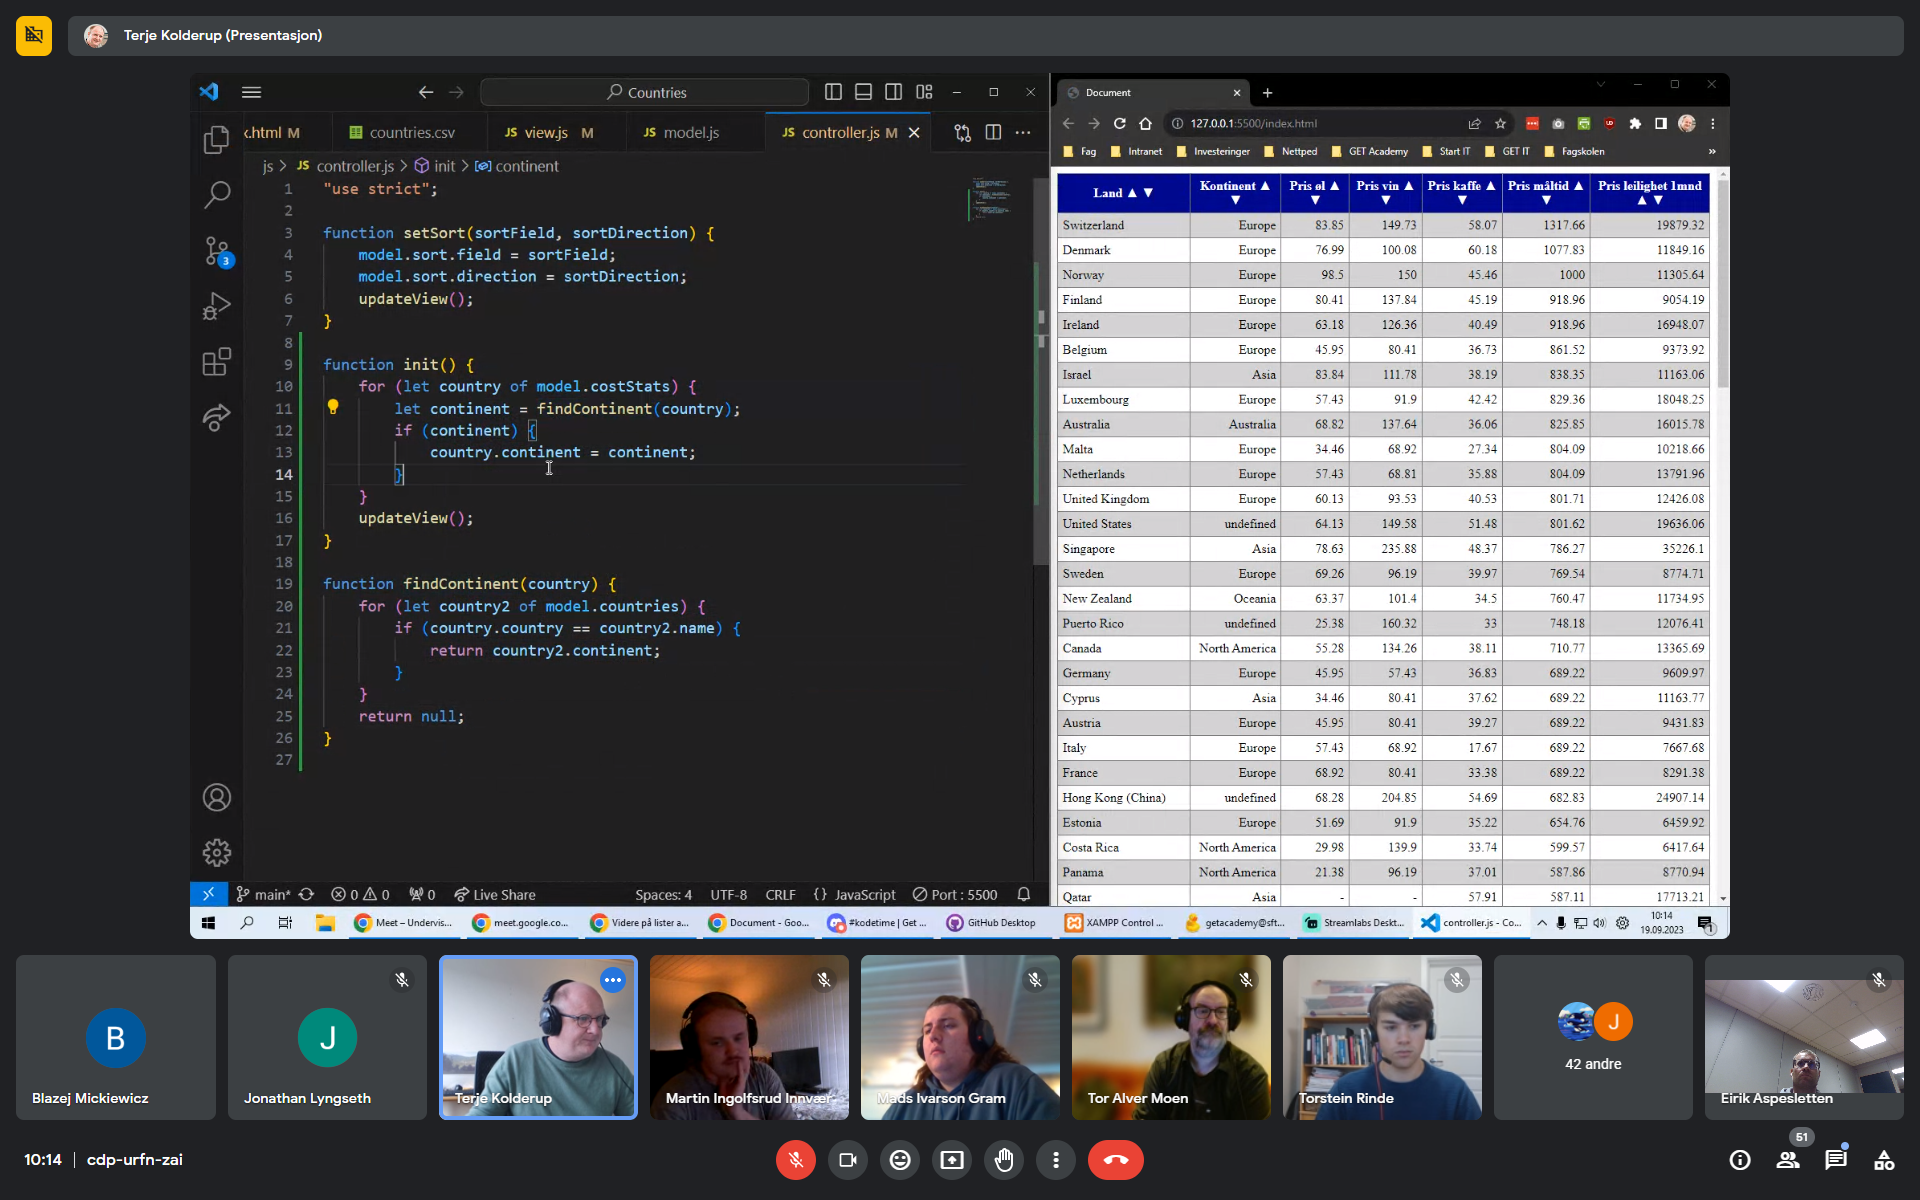 Terje Kolderup (Presentasjon)
Countries
x.html M
countries.csv
JS view.js M
JS model.js
JS controller.js M
js > JS controller.js > init > continent
1 "use strict";
2
3 function setSort(sortField, sortDirection) {
4 model.sort.field = sortField;
5 model.sort.direction = sortDirection;
6 updateView();
7 }
8
9 function init() {
10 for (let country of model.costStats) {
11 let continent = findContinent(country);
12 if (continent) {
13 country.continent = continent;
14 }
15 }
16 updateView();
17 }
18
19 function findContinent(country) {
20 for (let country2 of model.countries) {
21 if (country.country == country2.name) {
22 return country2.continent;
23 }
24 }
25 return null;
26 }
27
3
main* 0 0 0 Live Share Spaces: 4 UTF-8 CRLF {} JavaScript Port : 5500
Document
127.0.0.1:5500/index.html
Fag Intranet Investeringer Nettped GET Academy Start IT GET IT Fagskolen »
Land ▲ ▼ Kontinent ▲ ▼ Pris øl ▲ ▼ Pris vin ▲ ▼ Pris kaffe ▲ ▼ Pris måltid ▲ ▼ Pris leilighet 1mnd ▲ ▼
Switzerland Europe 83.85 149.73 58.07 1317.66 19879.32
Denmark Europe 76.99 100.08 60.18 1077.83 11849.16
Norway Europe 98.5 150 45.46 1000 11305.64
Finland Europe 80.41 137.84 45.19 918.96 9054.19
Ireland Europe 63.18 126.36 40.49 918.96 16948.07
Belgium Europe 45.95 80.41 36.73 861.52 9373.92
Israel Asia 83.84 111.78 38.19 838.35 11163.06
Luxembourg Europe 57.43 91.9 42.42 829.36 18048.25
Australia Australia 68.82 137.64 36.06 825.85 16015.78
Malta Europe 34.46 68.92 27.34 804.09 10218.66
Netherlands Europe 57.43 68.81 35.88 804.09 13791.96
United Kingdom Europe 60.13 93.53 40.53 801.71 12426.08
United States undefined 64.13 149.58 51.48 801.62 19636.06
Singapore Asia 78.63 235.88 48.37 786.27 35226.1
Sweden Europe 69.26 96.19 39.97 769.54 8774.71
New Zealand Oceania 63.37 101.4 34.5 760.47 11734.95
Puerto Rico undefined 25.38 160.32 33 748.18 12076.41
Canada North America 55.28 134.26 38.11 710.77 13365.69
Germany Europe 45.95 57.43 36.83 689.22 9609.97
Cyprus Asia 34.46 80.41 37.62 689.22 11163.77
Austria Europe 45.95 80.41 39.27 689.22 9431.83
Italy Europe 57.43 68.92 17.67 689.22 7667.68
France Europe 68.92 80.41 33.38 689.22 8291.38
Hong Kong (China) undefined 68.28 204.85 54.69 682.83 24907.14
Estonia Europe 51.69 91.9 35.22 654.76 6459.92
Costa Rica North America 29.98 139.9 33.74 599.57 6417.64
Panama North America 21.38 96.19 37.01 587.86 8770.94
Qatar Asia - - 57.91 587.11 17713.21
Meet – Undervis... meet.google.co... Videre på lister a... Document - Goo... #kodetime | Get ... GitHub Desktop XAMPP Control ... getacademy@sft... Streamlabs Deskt... controller.js - Co... 10:14
19.09.2023
B
Blazej Mickiewicz
J
Jonathan Lyngseth
Terje Kolderup
Martin Ingolfsrud Innvær
Mads Ivarson Gram
Tor Alver Moen
Torstein Rinde
J
42 andre
Eirik Aspesletten
10:14 | cdp-urfn-zai
51